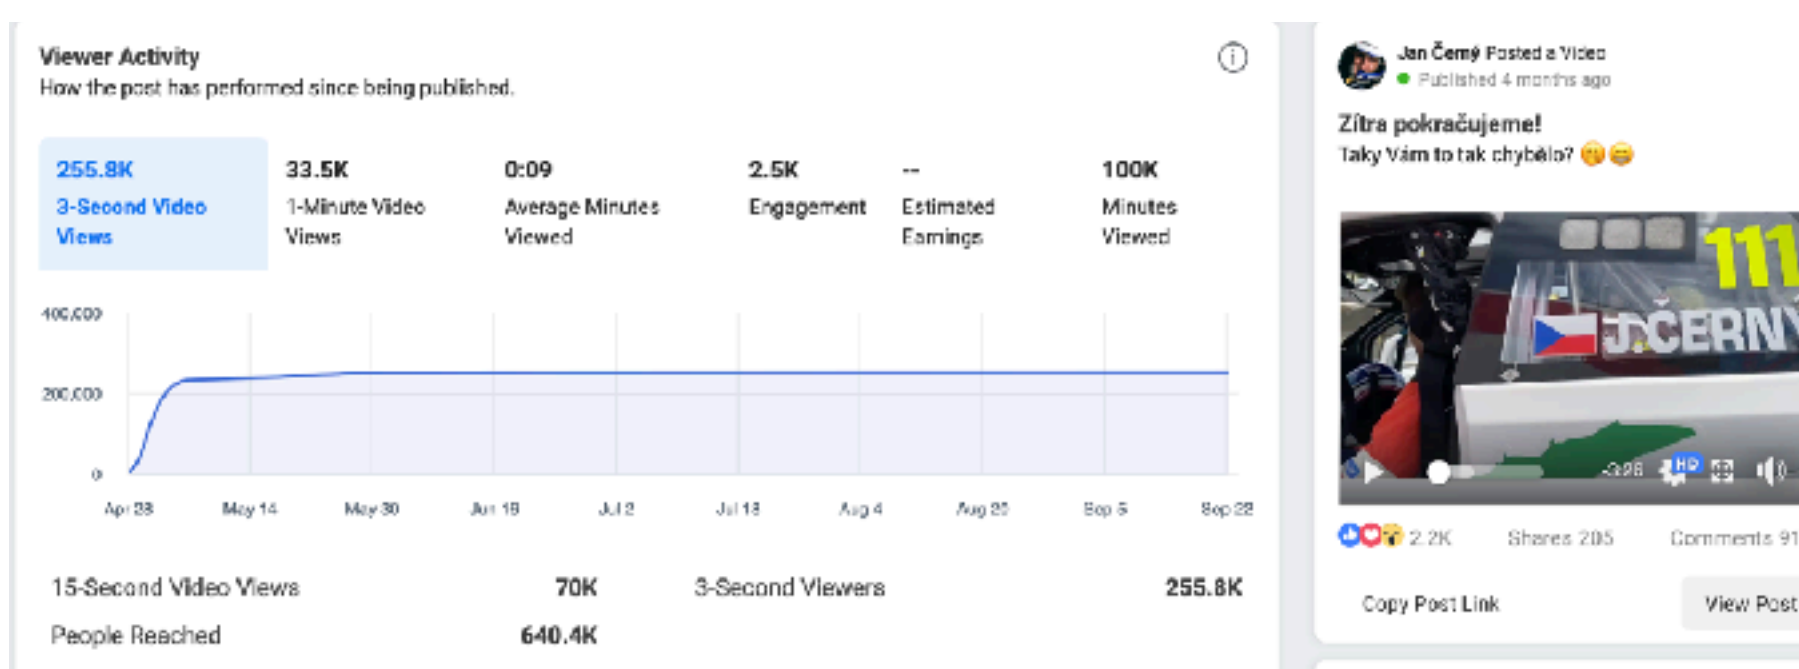 Viewer Activity
How the post has performed since being published.
255.8K
3-Second Video
Views
33.5K
1-Minute Video
Views
0:09
Average Minutes
Viewed
2.5K
Engagement
--
Estimated
Earnings
100K
Minutes
Viewed
400,000
200,000
0
Apr 28
May 14
May 30
Jul 2
Jul 18
Aug 4
Aug 20
Sep 22
15-Second Video Views 70K
3-Second Viewers 255.8K
People Reached 640.4K
Jan Černý Posted a Video
Published 4 months ago
Zítra pokračujeme!
Taky Vám to tak chybělo?
111
J.ČERNÝ
-3:28
HD
2.2K Shares 205 Comments 91
Copy Post Link View Post